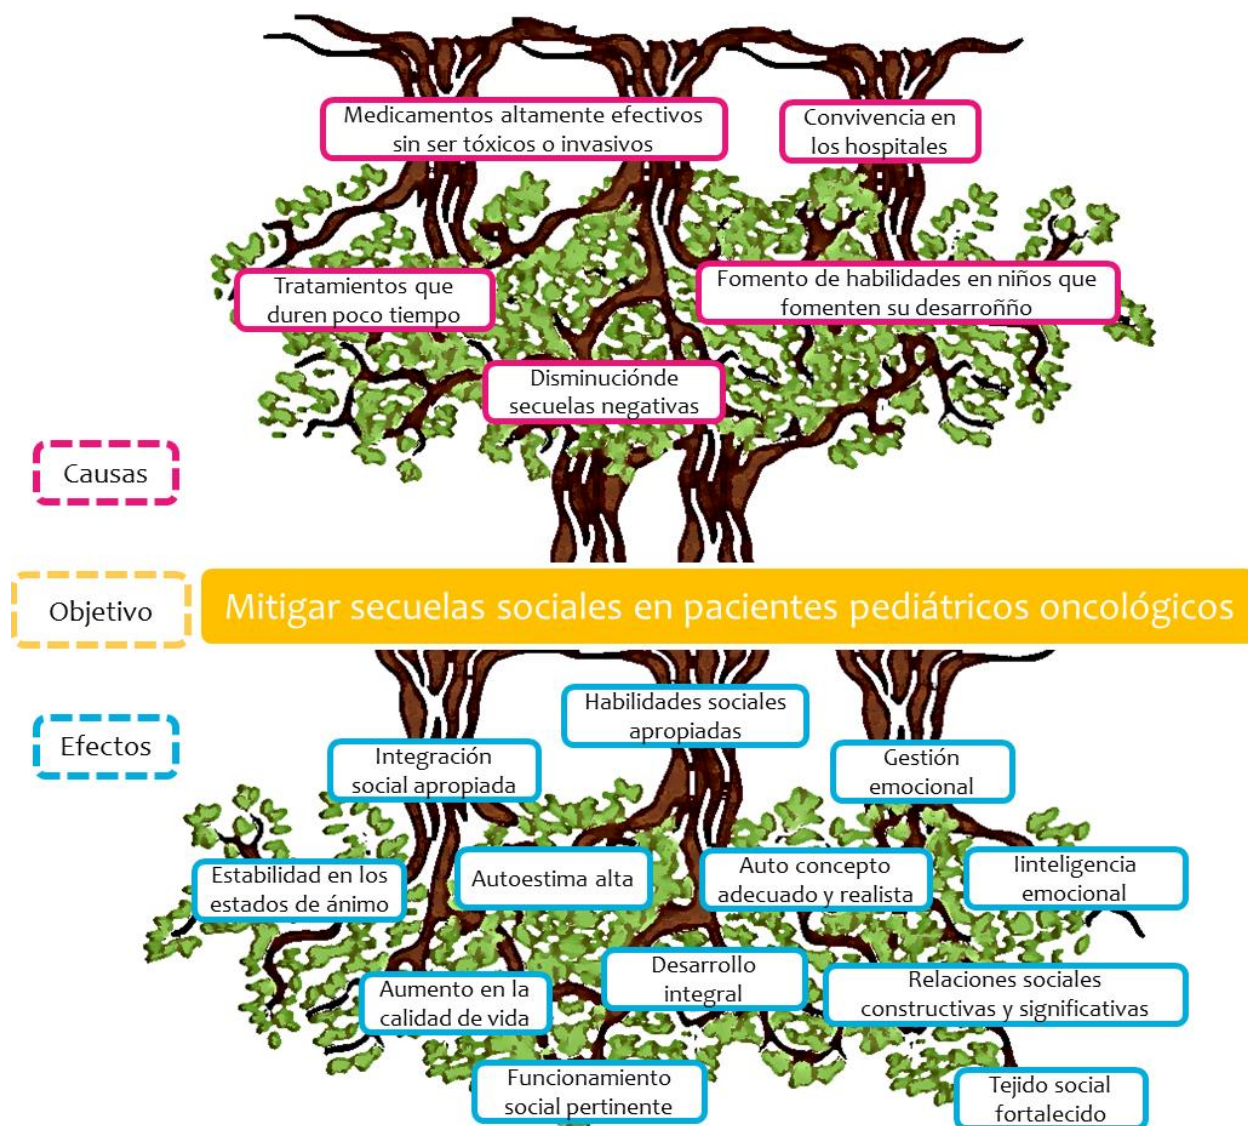 Medicamentos altamente efectivos
sin ser tóxicos o invasivos
Convivencia en
los hospitales
Tratamientos que
duren poco tiempo
Fomento de habilidades en niños que
fomenten su desarroñño
Disminuciónde
secuelas negativas
Causas
Objetivo
Mitigar secuelas sociales en pacientes pediátricos oncológicos
Efectos
Habilidades sociales
apropiadas
Integración
social apropiada
Gestión
emocional
Estabilidad en los
estados de ánimo
Autoestima alta
Auto concepto
adecuado y realista
Iinteligencia
emocional
Aumento en la
calidad de vida
Desarrollo
integral
Relaciones sociales
constructivas y significativas
Funcionamiento
social pertinente
Tejido social
fortalecido